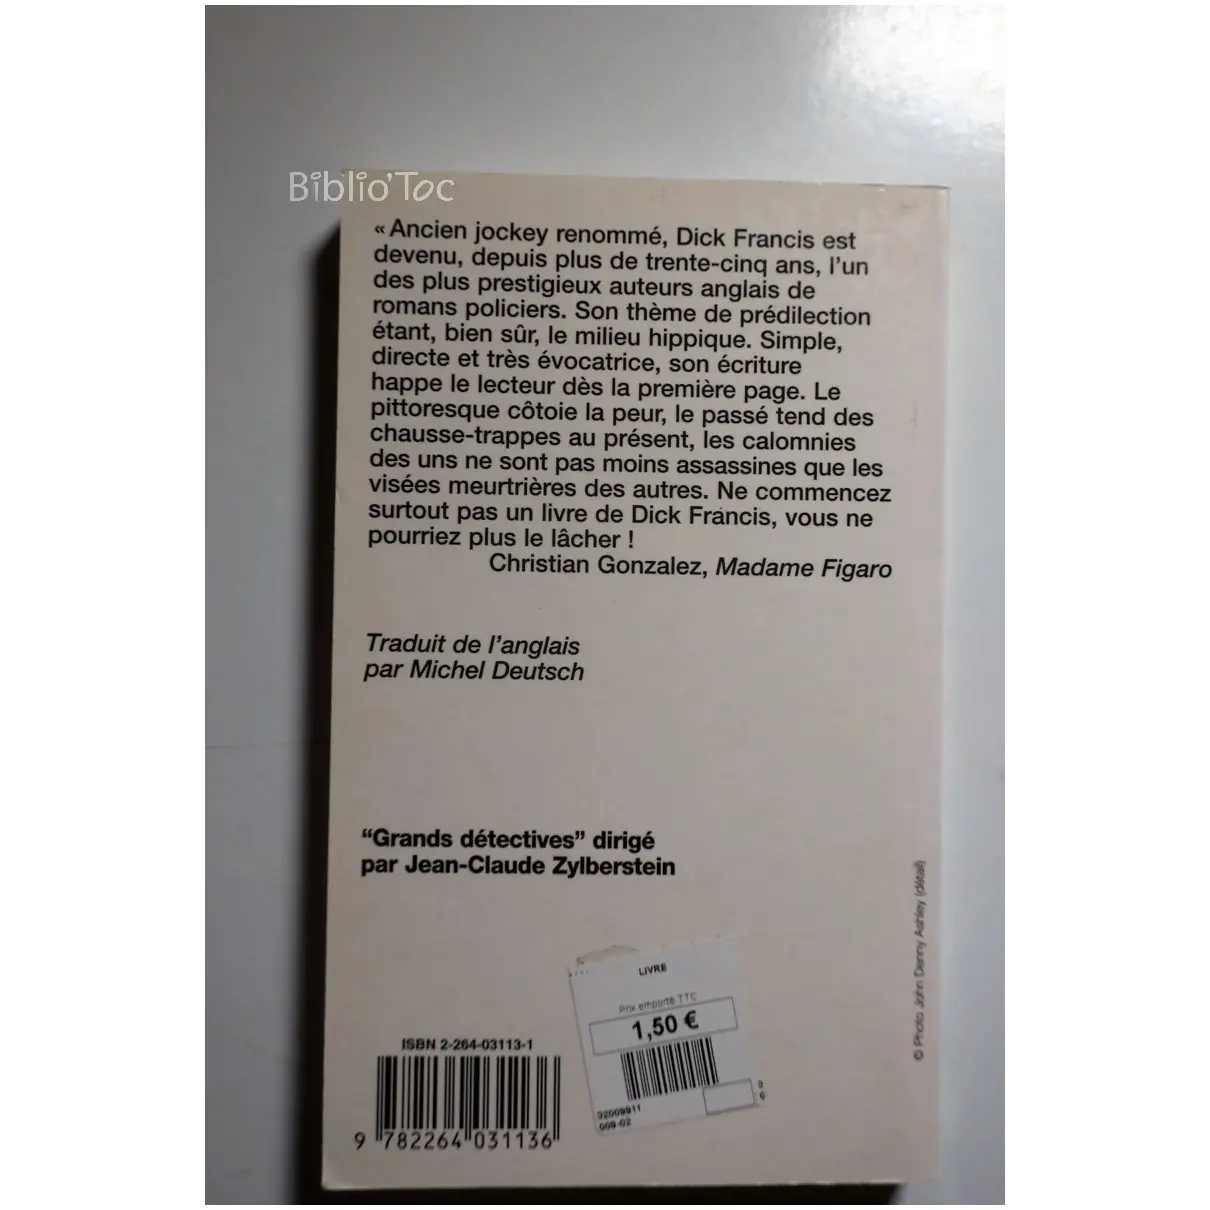 Biblio'Toc
« Ancien jockey renommé, Dick Francis est
devenu, depuis plus de trente-cinq ans, l'un
des plus prestigieux auteurs anglais de
romans policiers. Son thème de prédilection
étant, bien sûr, le milieu hippique. Simple,
directe et très évocatrice, son écriture
happe le lecteur dès la première page. Le
pittoresque côtoie la peur, le passé tend des
chausse-trappes au présent, les calomnies
des uns ne sont pas moins assassines que les
visées meurtrières des autres. Ne commencez
surtout pas un livre de Dick Francis, vous ne
pourriez plus le lâcher !
Christian Gonzalez, Madame Figaro
Traduit de l'anglais
par Michel Deutsch
“Grands détectives” dirigé
par Jean-Claude Zylberstein
© Photo John Denny Ashley (détail)
LIVRE
Prix emporté TTC
1,50 €
32009911
009-02
ISBN 2-264-03113-1
9 782264 031136